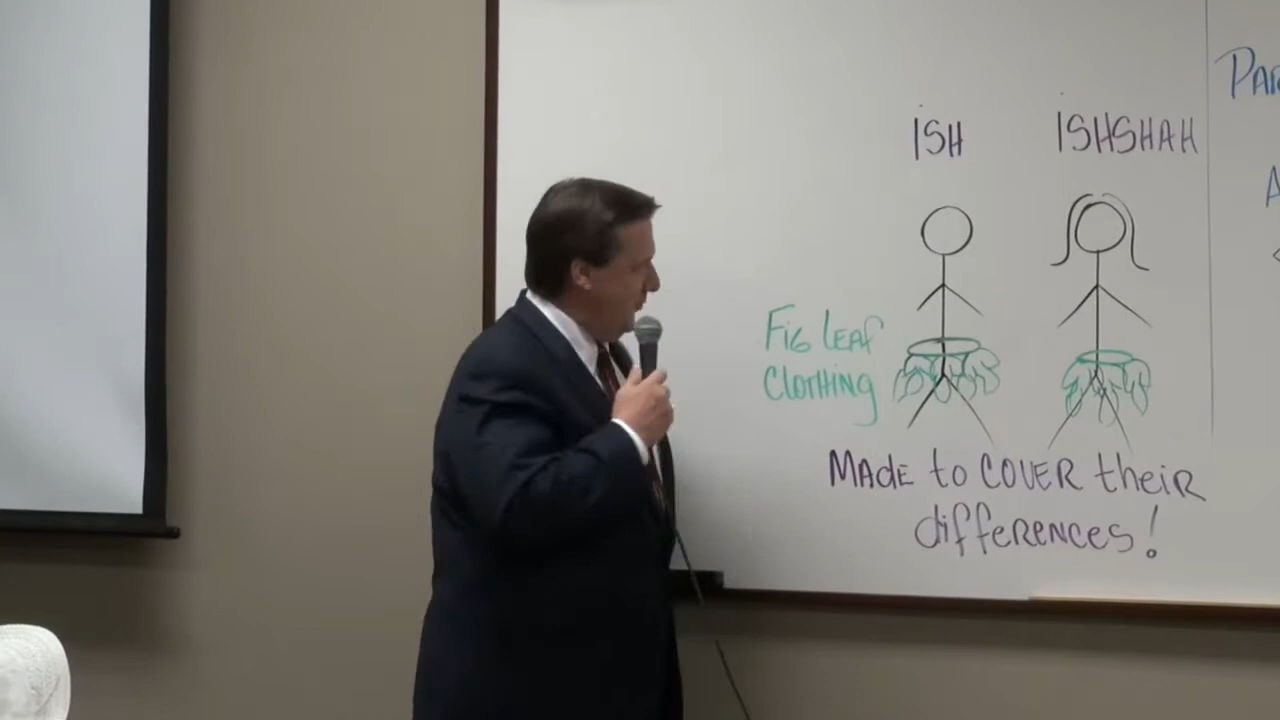 ISH ISHSHAH
Fig Leaf
Clothing
Made to COVER their
differences!